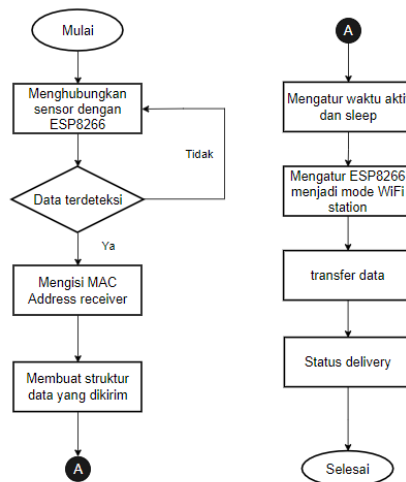 Mulai
Menghubungkan
sensor dengan
ESP8266
Tidak
Data terdeteksi
Ya
Mengisi MAC
Address receiver
Membuat struktur
data yang dikirim
A
A
Mengatur waktu akti
dan sleep
Mengatur ESP8266
menjadi mode WiFi
station
transfer data
Status delivery
Selesai